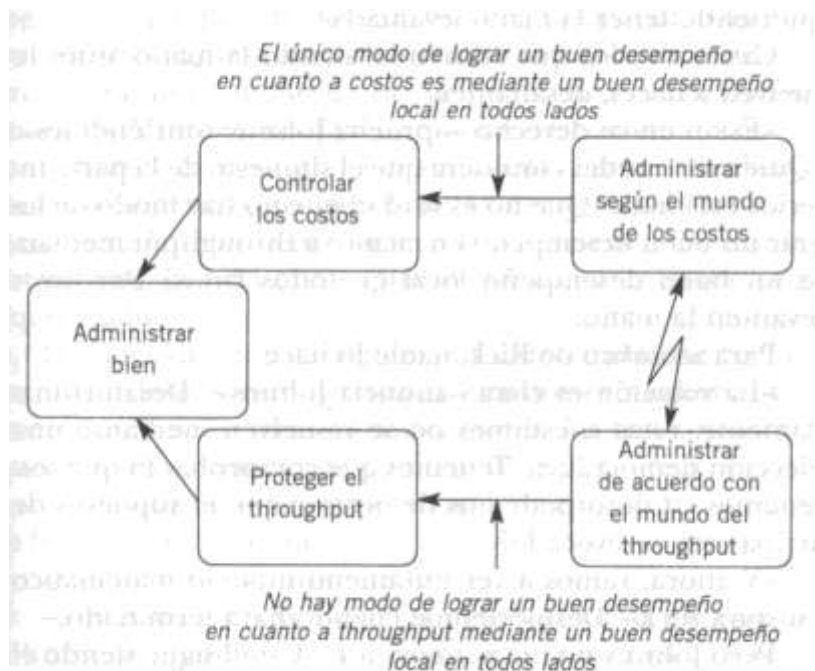 El único modo de lograr un buen desempeño
en cuanto a costos es mediante un buen desempeño
local en todos lados
Controlar
los costos
Administrar
según el mundo
de los costos
Administrar
bien
Proteger el
throughput
Administrar
de acuerdo con
el mundo del
throughput
No hay modo de lograr un buen desempeño
en cuanto a throughput mediante un buen desempeño
local en todos lados